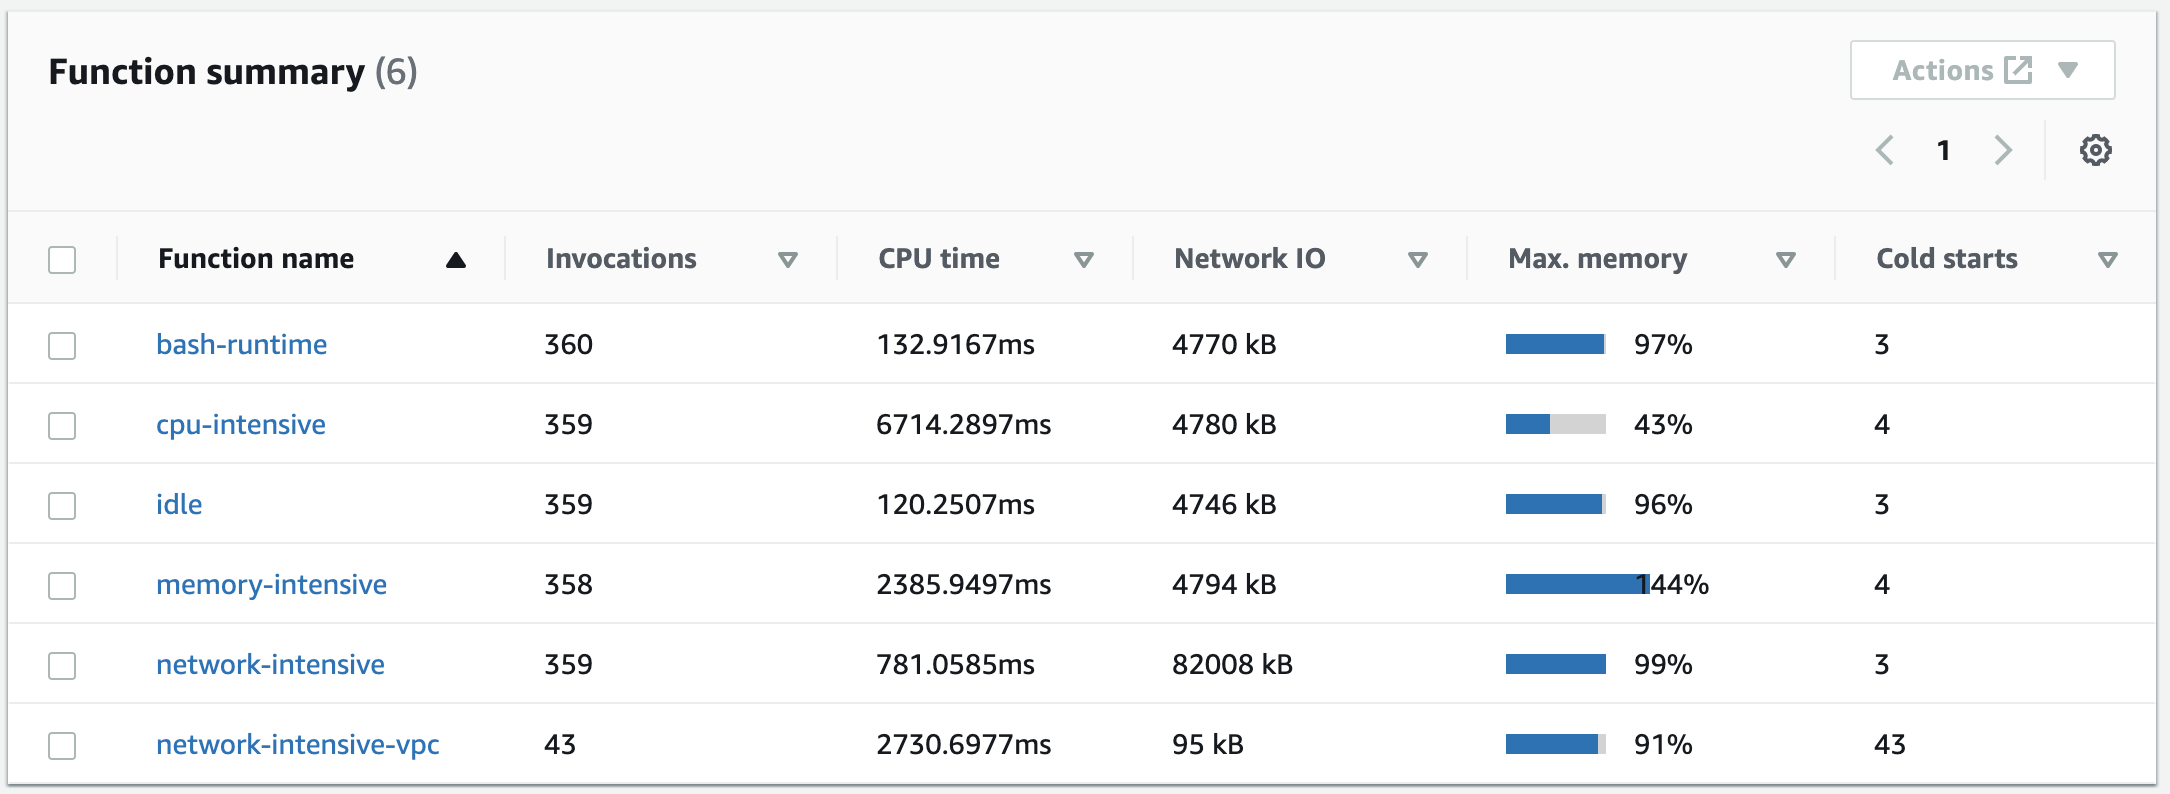 Function summary (6)
Actions
1
Function name Invocations CPU time Network IO Max. memory Cold starts
bash-runtime 360 132.9167ms 4770 kB 97% 3
cpu-intensive 359 6714.2897ms 4780 kB 43% 4
idle 359 120.2507ms 4746 kB 96% 3
memory-intensive 358 2385.9497ms 4794 kB 144% 4
network-intensive 359 781.0585ms 82008 kB 99% 3
network-intensive-vpc 43 2730.6977ms 95 kB 91% 43